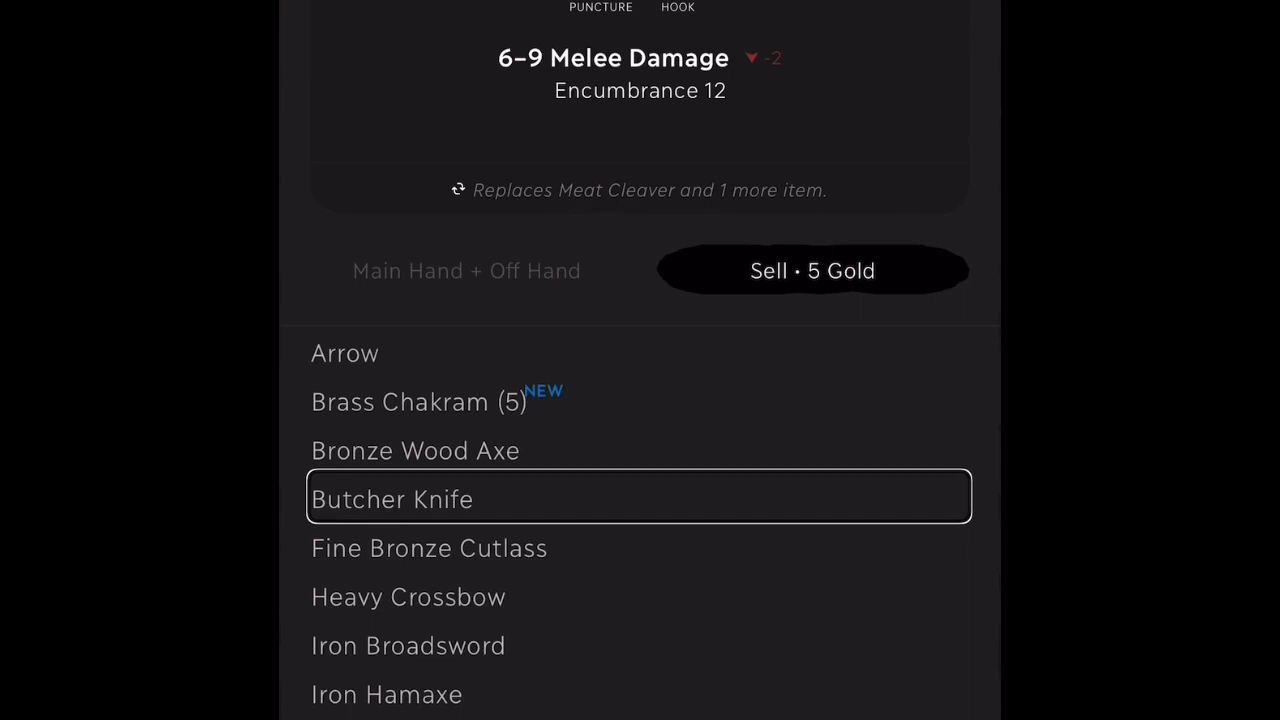 PUNCTURE HOOK
6–9 Melee Damage -2
Encumbrance 12
Replaces Meat Cleaver and 1 more item.
Main Hand + Off Hand
Sell • 5 Gold
Arrow
Brass Chakram (5) NEW
Bronze Wood Axe
Butcher Knife
Fine Bronze Cutlass
Heavy Crossbow
Iron Broadsword
Iron Hamaxe